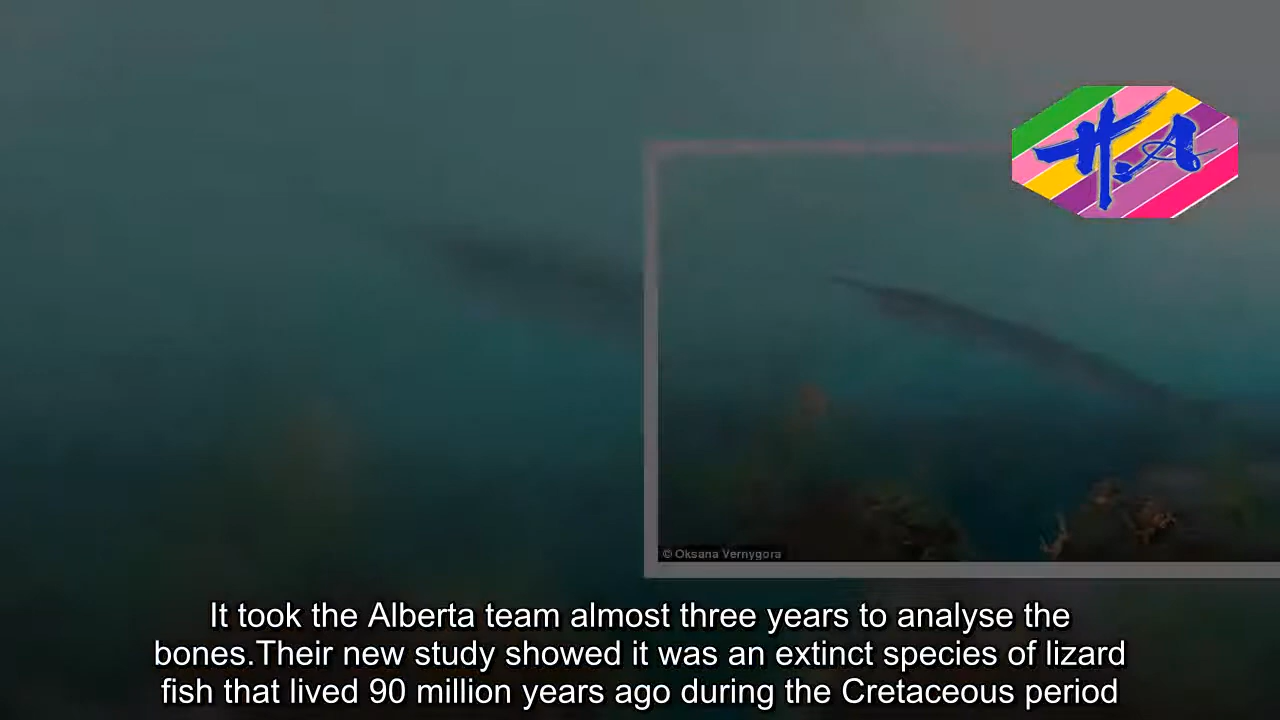 H.A
© Oksana Vernygora
It took the Alberta team almost three years to analyse the
bones.Their new study showed it was an extinct species of lizard
fish that lived 90 million years ago during the Cretaceous period